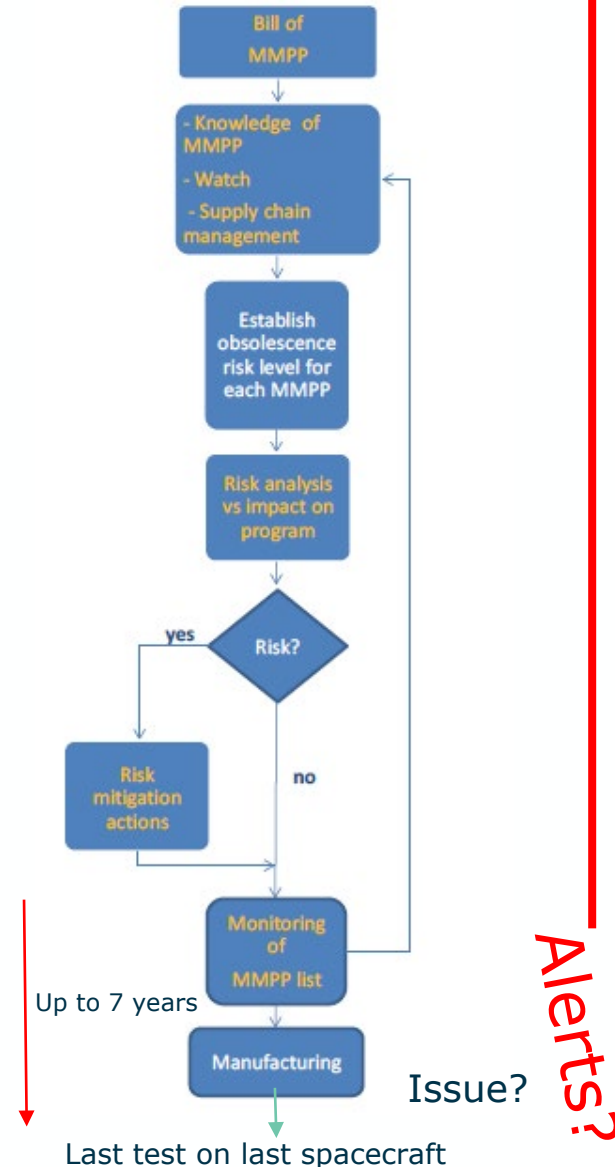 Bill of
MMPP
- Knowledge of
MMPP
- Watch
- Supply chain
management
Establish
obsolescence
risk level for
each MMPP
Risk analysis
vs impact on
program
yes
Risk?
no
Risk
mitigation
actions
Monitoring
of
MMPP list
Up to 7 years
Manufacturing
Issue?
Alerts?
Last test on last spacecraft